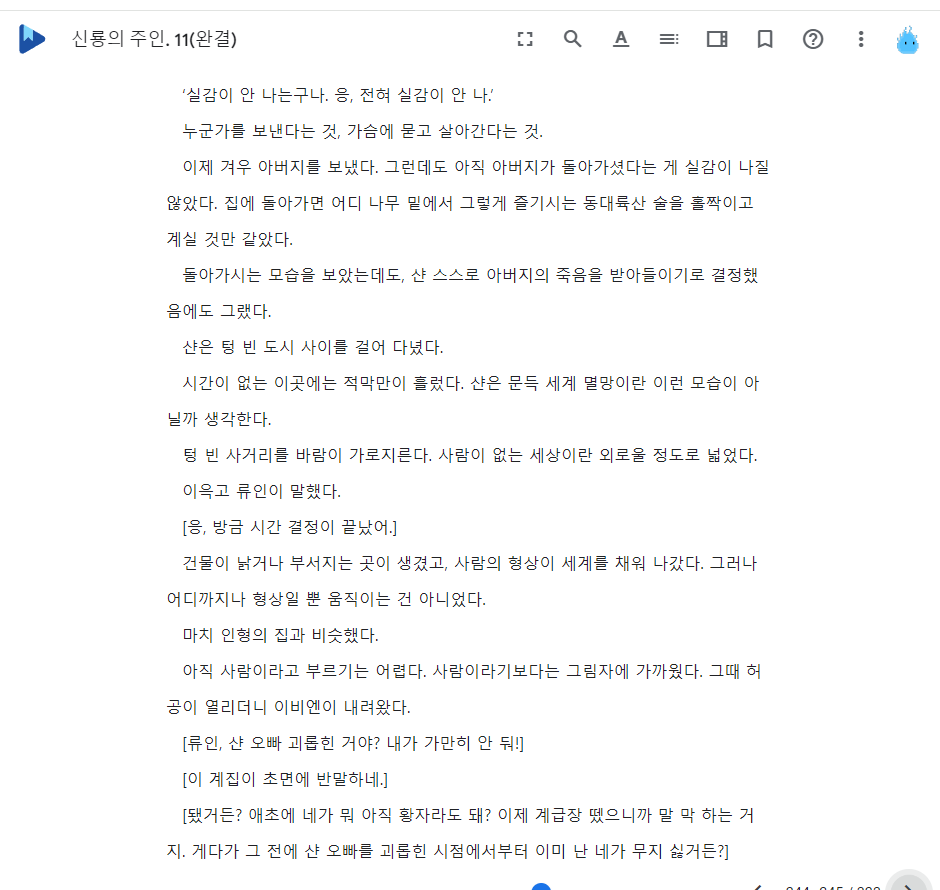 신룡의 주인. 11(완결)
‘실감이 안 나는구나. 응, 전혀 실감이 안 나.’
누군가를 보낸다는 것, 가슴에 묻고 살아간다는 것.
이제 겨우 아버지를 보냈다. 그런데도 아직 아버지가 돌아가셨다는 게 실감이 나질
않았다. 집에 돌아가면 어디 나무 밑에서 그렇게 즐기시는 동대륙산 술을 홀짝이고
계실 것만 같았다.
돌아가시는 모습을 보았는데도, 샨 스스로 아버지의 죽음을 받아들이기로 결정했
음에도 그랬다.
샨은 텅 빈 도시 사이를 걸어 다녔다.
시간이 없는 이곳에는 적막만이 흘렀다. 샨은 문득 세계 멸망이란 이런 모습이 아
닐까 생각한다.
텅 빈 사거리를 바람이 가로지른다. 사람이 없는 세상이란 외로울 정도로 넓었다.
이윽고 류인이 말했다.
[응, 방금 시간 결정이 끝났어.]
건물이 낡거나 부서지는 곳이 생겼고, 사람의 형상이 세계를 채워 나갔다. 그러나
어디까지나 형상일 뿐 움직이는 건 아니었다.
마치 인형의 집과 비슷했다.
아직 사람이라고 부르기는 어렵다. 사람이라기보다는 그림자에 가까웠다. 그때 허
공이 열리더니 이비엔이 내려왔다.
[류인, 샨 오빠 괴롭힌 거야? 내가 가만히 안 둬!]
[이 계집이 초면에 반말하네.]
[됐거든? 애초에 네가 뭐 아직 황자라도 돼? 이제 계급장 뗐으니까 말 막 하는 거
지. 게다가 그 전에 샨 오빠를 괴롭힌 시점에서부터 이미 난 네가 무지 싫거든?]